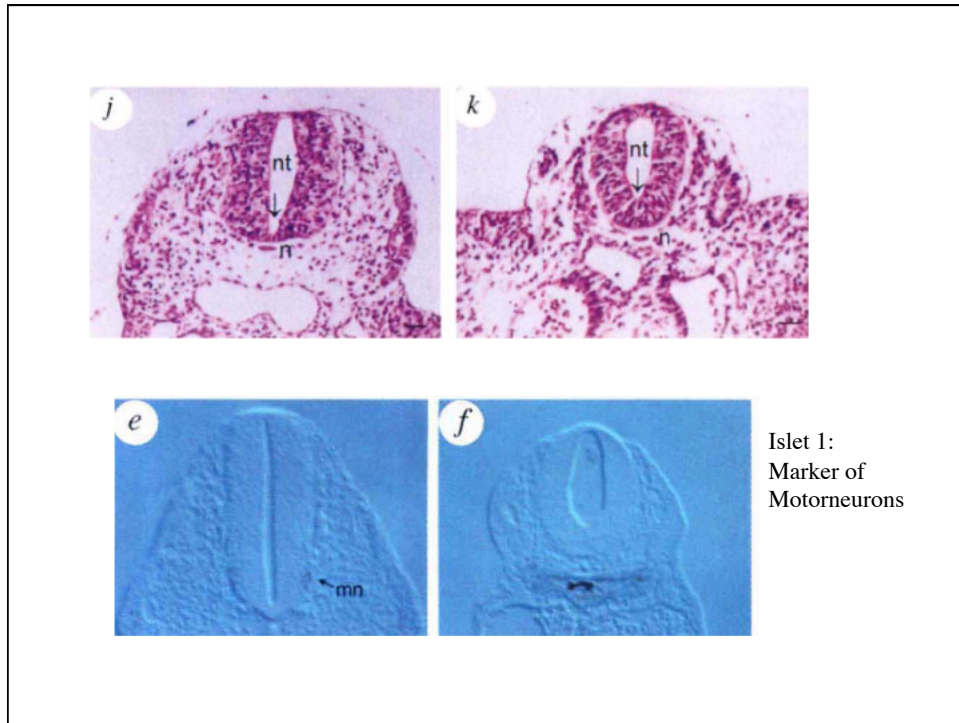 j
nt
n
k
nt
n
e
mn
f
Islet 1:
Marker of
Motorneurons